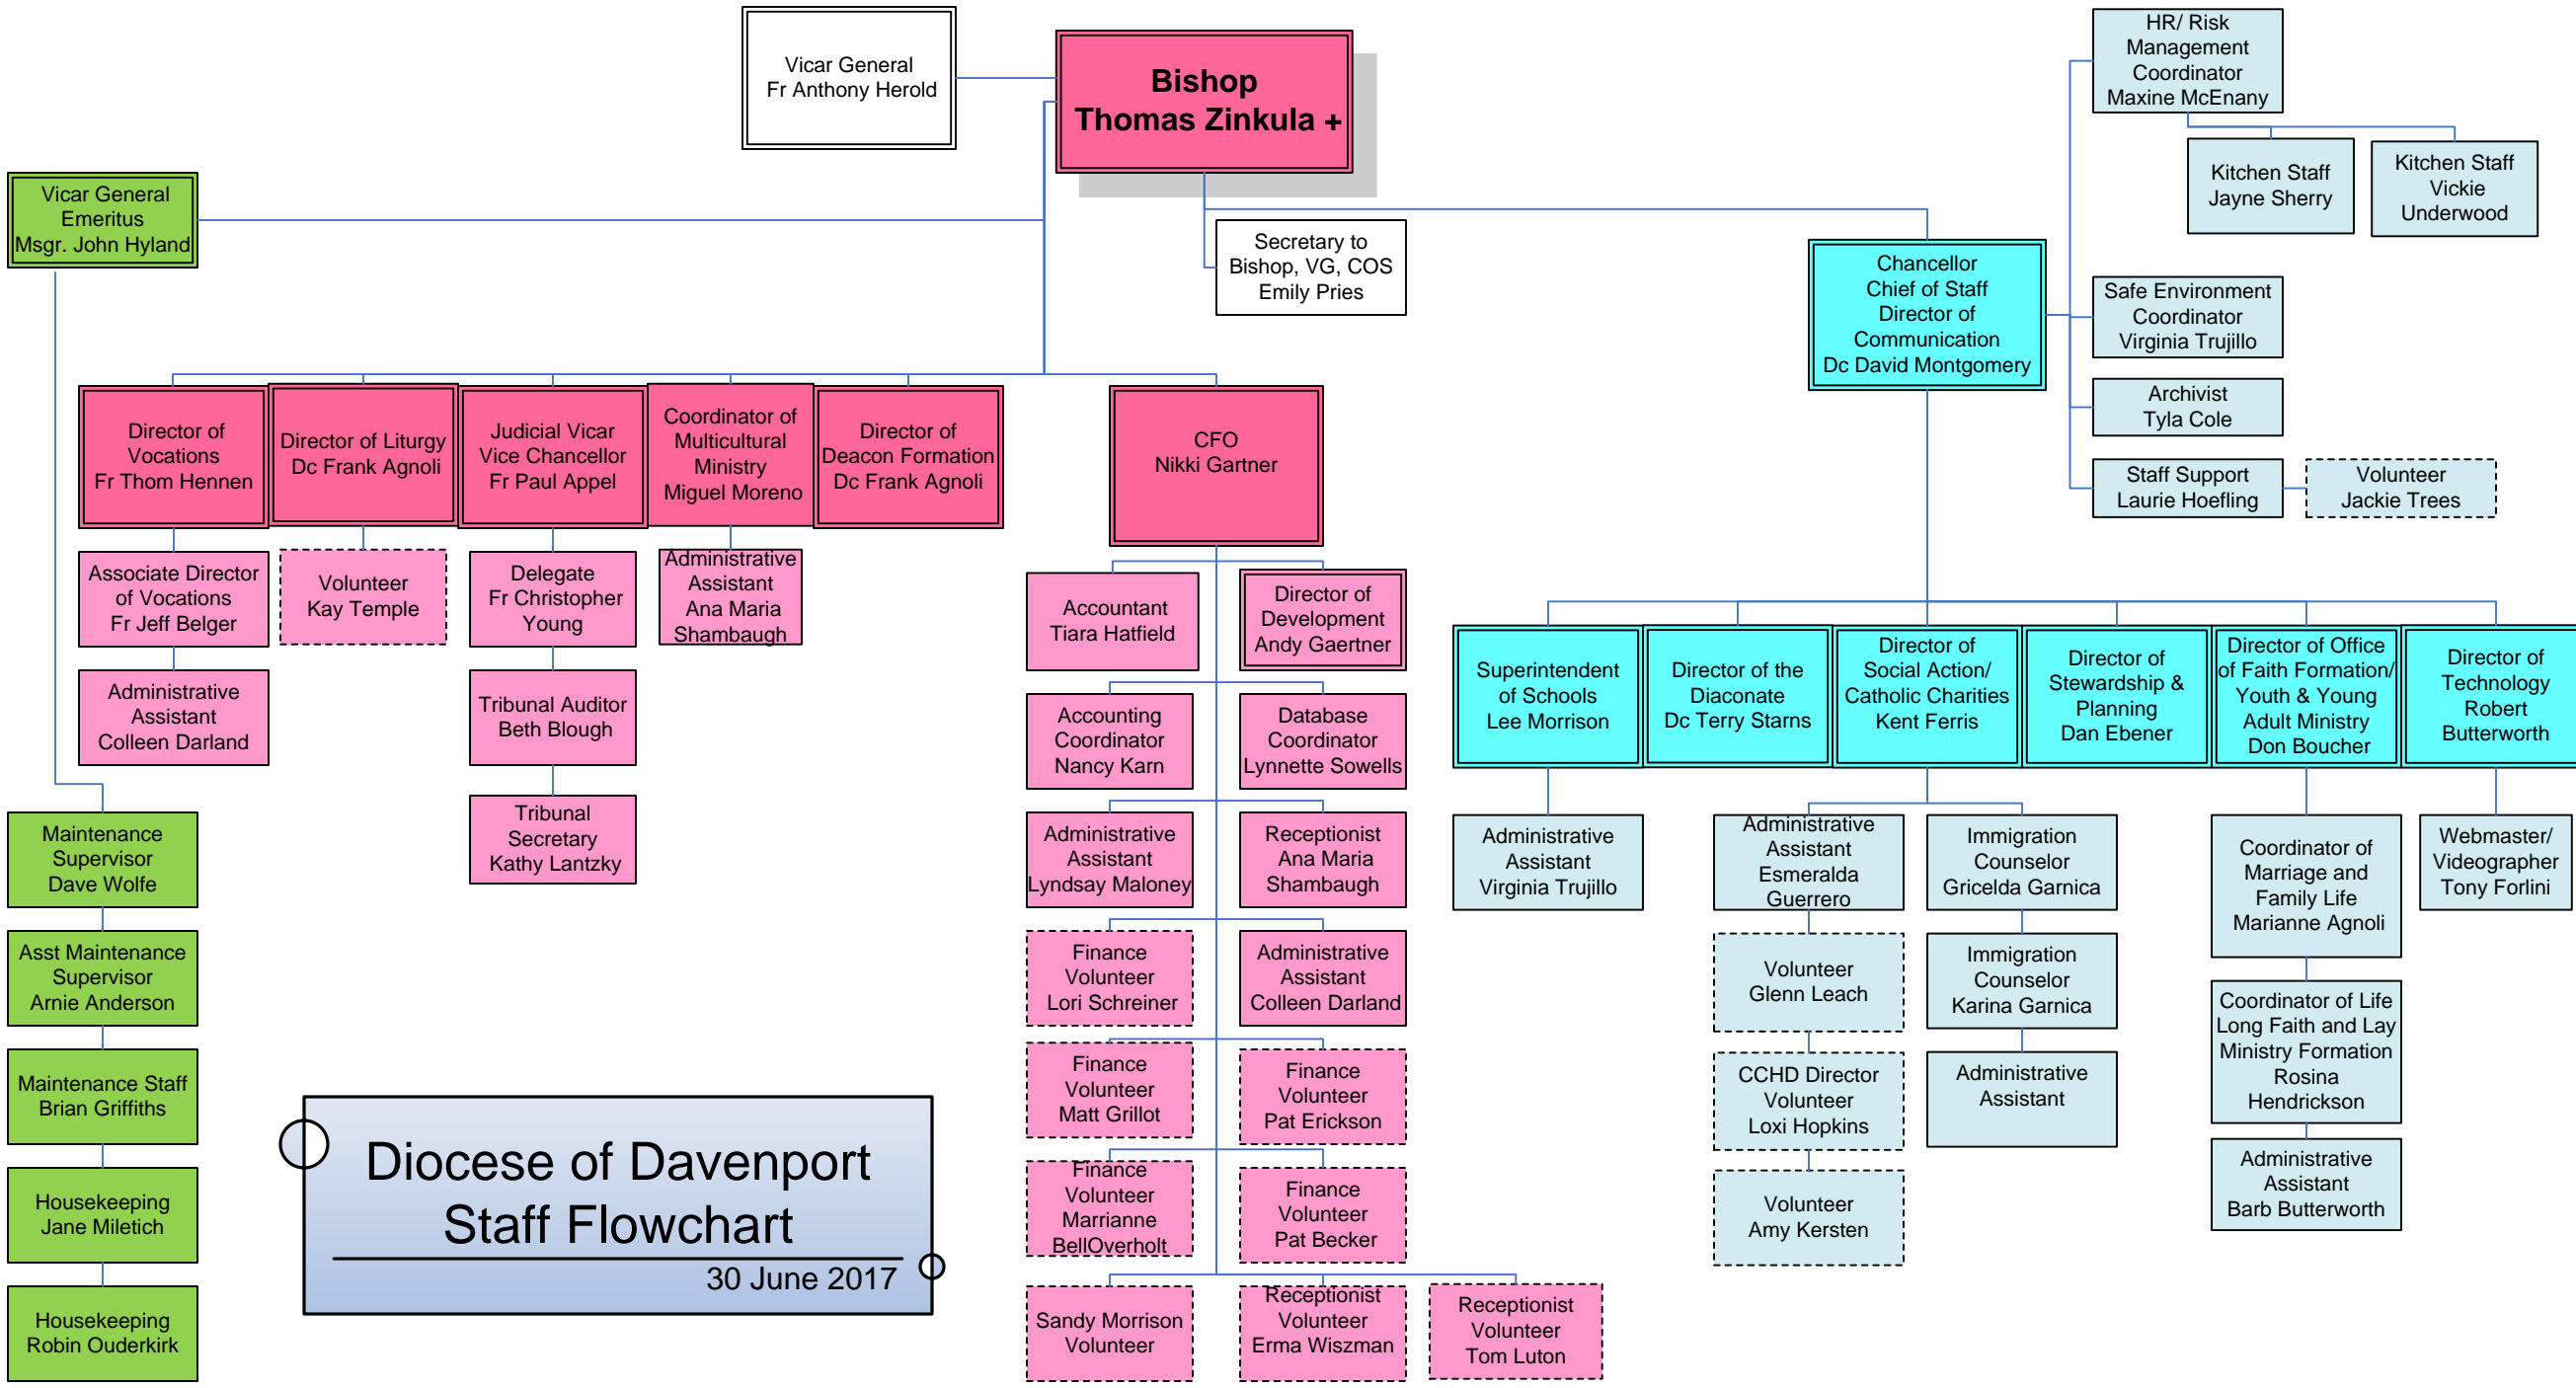 Vicar General
Fr Anthony Herold
Bishop
Thomas Zinkula +
HR/ Risk
Management
Coordinator
Maxine McEnany
Kitchen Staff
Jayne Sherry
Kitchen Staff
Vickie
Underwood
Vicar General
Emeritus
Msgr. John Hyland
Secretary to
Bishop, VG, COS
Emily Pries
Chancellor
Chief of Staff
Director of
Communication
Dc David Montgomery
Safe Environment
Coordinator
Virginia Trujillo
Archivist
Tyla Cole
Staff Support
Laurie Hoefling
Volunteer
Jackie Trees
Director of
Vocations
Fr Thom Hennen
Director of Liturgy
Dc Frank Agnoli
Judicial Vicar
Vice Chancellor
Fr Paul Appel
Coordinator of
Multicultural
Ministry
Miguel Moreno
Director of
Deacon Formation
Dc Frank Agnoli
CFO
Nikki Gartner
Associate Director
of Vocations
Fr Jeff Belger
Volunteer
Kay Temple
Delegate
Fr Christopher
Young
Administrative
Assistant
Ana Maria
Shambaugh
Administrative
Assistant
Colleen Darland
Tribunal Auditor
Beth Blough
Tribunal
Secretary
Kathy Lantzky
Accountant
Tiara Hatfield
Director of
Development
Andy Gaertner
Accounting
Coordinator
Nancy Karn
Database
Coordinator
Lynnette Sowells
Administrative
Assistant
Lyndsay Maloney
Receptionist
Ana Maria
Shambaugh
Finance
Volunteer
Lori Schreiner
Administrative
Assistant
Colleen Darland
Finance
Volunteer
Matt Grillot
Finance
Volunteer
Pat Erickson
Finance
Volunteer
Marrianne
BellOverholt
Finance
Volunteer
Pat Becker
Sandy Morrison
Volunteer
Receptionist
Volunteer
Erma Wiszman
Receptionist
Volunteer
Tom Luton
Superintendent
of Schools
Lee Morrison
Director of the
Diaconate
Dc Terry Starns
Director of
Social Action/
Catholic Charities
Kent Ferris
Director of
Stewardship &
Planning
Dan Ebener
Director of Office
of Faith Formation/
Youth & Young
Adult Ministry
Don Boucher
Director of
Technology
Robert
Butterworth
Administrative
Assistant
Virginia Trujillo
Administrative
Assistant
Esmeralda
Guerrero
Immigration
Counselor
Gricelda Garnica
Coordinator of
Marriage and
Family Life
Marianne Agnoli
Webmaster/
Videographer
Tony Forlini
Volunteer
Glenn Leach
Immigration
Counselor
Karina Garnica
Coordinator of Life
Long Faith and Lay
Ministry Formation
Rosina
Hendrickson
CCHD Director
Volunteer
Loxi Hopkins
Administrative
Assistant
Administrative
Assistant
Barb Butterworth
Volunteer
Amy Kersten
Maintenance
Supervisor
Dave Wolfe
Asst Maintenance
Supervisor
Arnie Anderson
Maintenance Staff
Brian Griffiths
Housekeeping
Jane Miletich
Housekeeping
Robin Ouderkirk
Diocese of Davenport
Staff Flowchart
30 June 2017